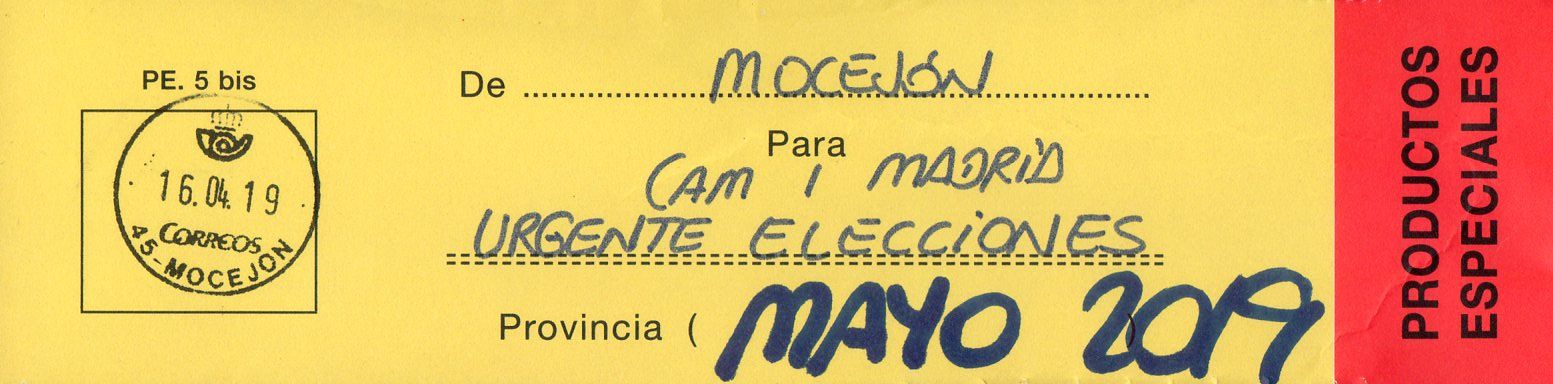 PE. 5 bis
16.04.19
CORREOS
45-MOCEJON
De MOCEJÓN
Para
CAM 1 MADRID
URGENTE ELECCIONES
Provincia ( MAYO 2019 )
PRODUCTOS
ESPECIALES